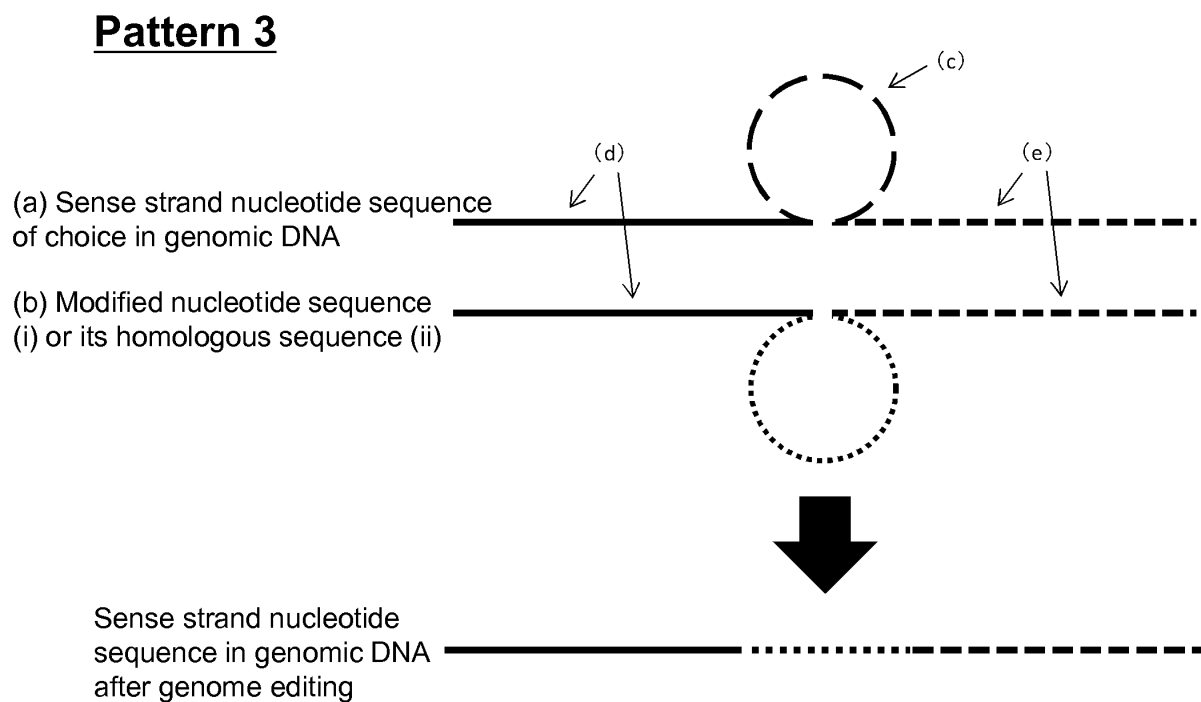 Pattern 3
(c)
(d)
(e)
(a) Sense strand nucleotide sequence
of choice in genomic DNA
(b) Modified nucleotide sequence
(i) or its homologous sequence (ii)
Sense strand nucleotide
sequence in genomic DNA
after genome editing